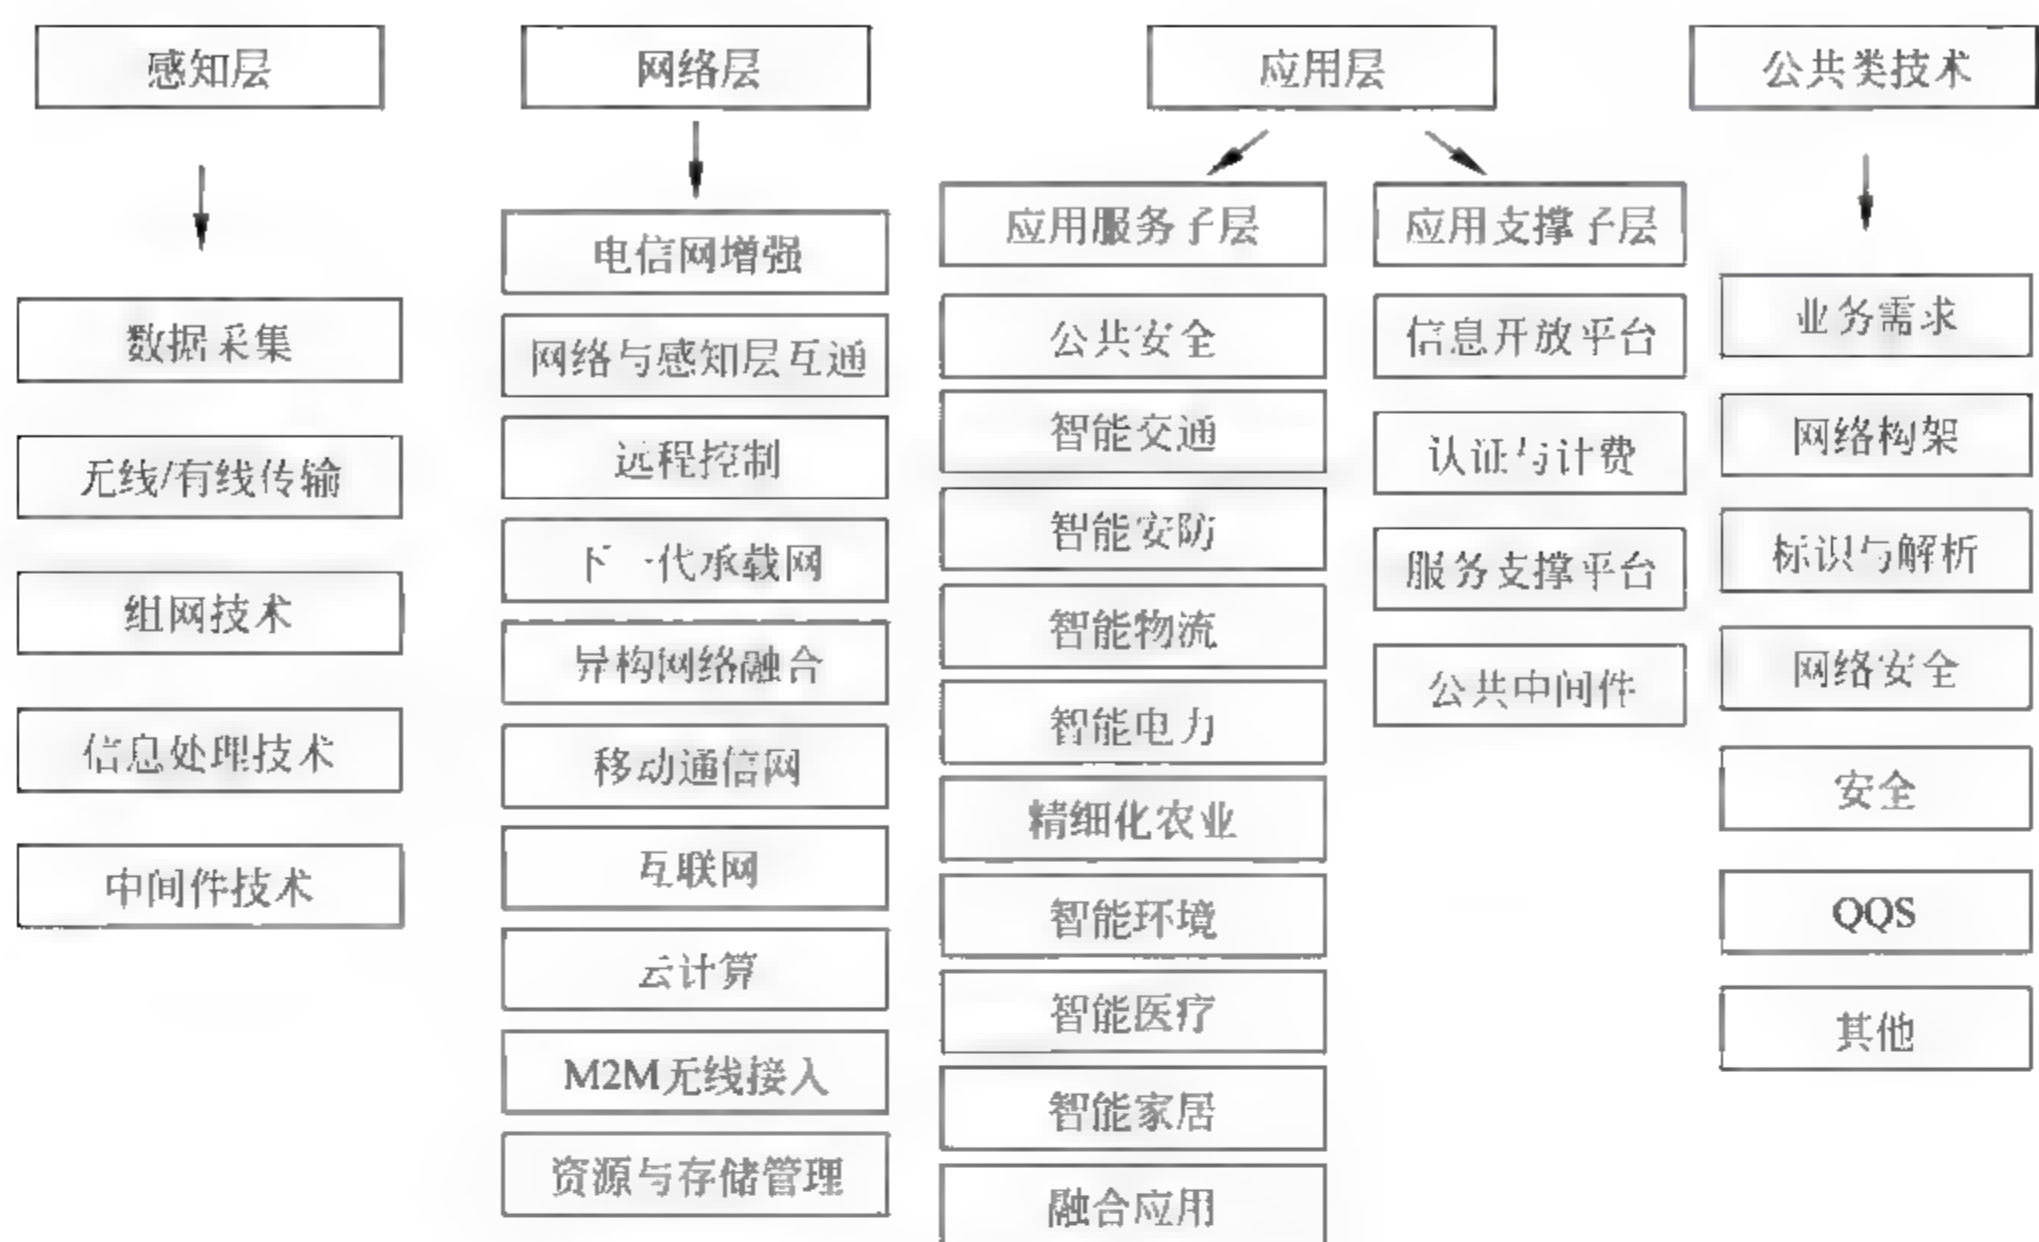 感知层
数据采集
无线/有线传输
组网技术
信息处理技术
中间件技术
网络层
电信网增强
网络与感知层互通
远程控制
下一代承载网
异构网络融合
移动通信网
互联网
云计算
M2M无线接入
资源与存储管理
应用层
应用服务子层
公共安全
智能交通
智能安防
智能物流
智能电力
精细化农业
智能环境
智能医疗
智能家居
融合应用
应用支撑子层
信息开放平台
认证与计费
服务支撑平台
公共中间件
公共类技术
业务需求
网络构架
标识与解析
网络安全
安全
QQS
其他